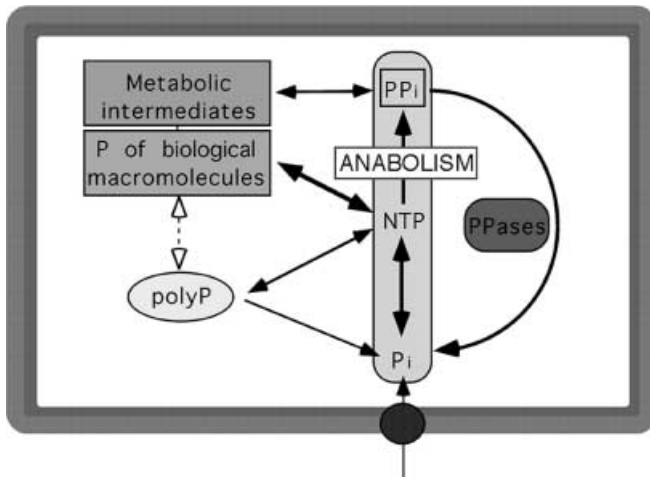 Metabolic
intermediates
P of biological
macromolecules
polyP
PPi
ANABOLISM
NTP
Pi
PPases